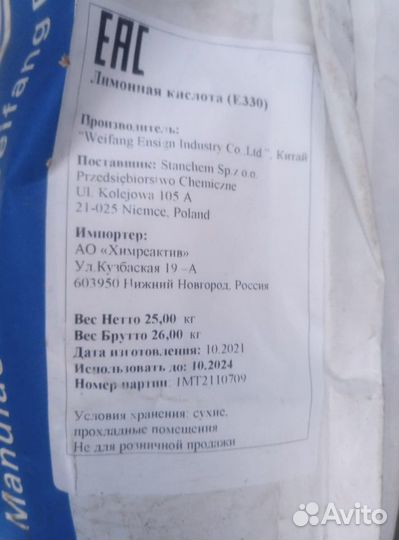 EAC
Лимонная кислота (Е330)
Производитель:
"Weifang Ensign Industry Co.,Ltd.", Китай
Поставщик: Stanchem Sp.z o.o.
Przedsiębiorstwo Chemiczne
Ul. Kolejowa 105 A
21-025 Niemce, Poland
Импортер:
АО «Химреактив»
Ул.Кузбаская 19 –А
603950 Нижний Новгород, Россия
Вес Нетто 25,00 кг
Вес Брутто 26,00 кг
Дата изготовления: 10.2021
Использовать до: 10.2024
Номер партии: 1MT2110709
Условия хранения: сухие,
прохладные помещения
Не для розничной продажи
Avito